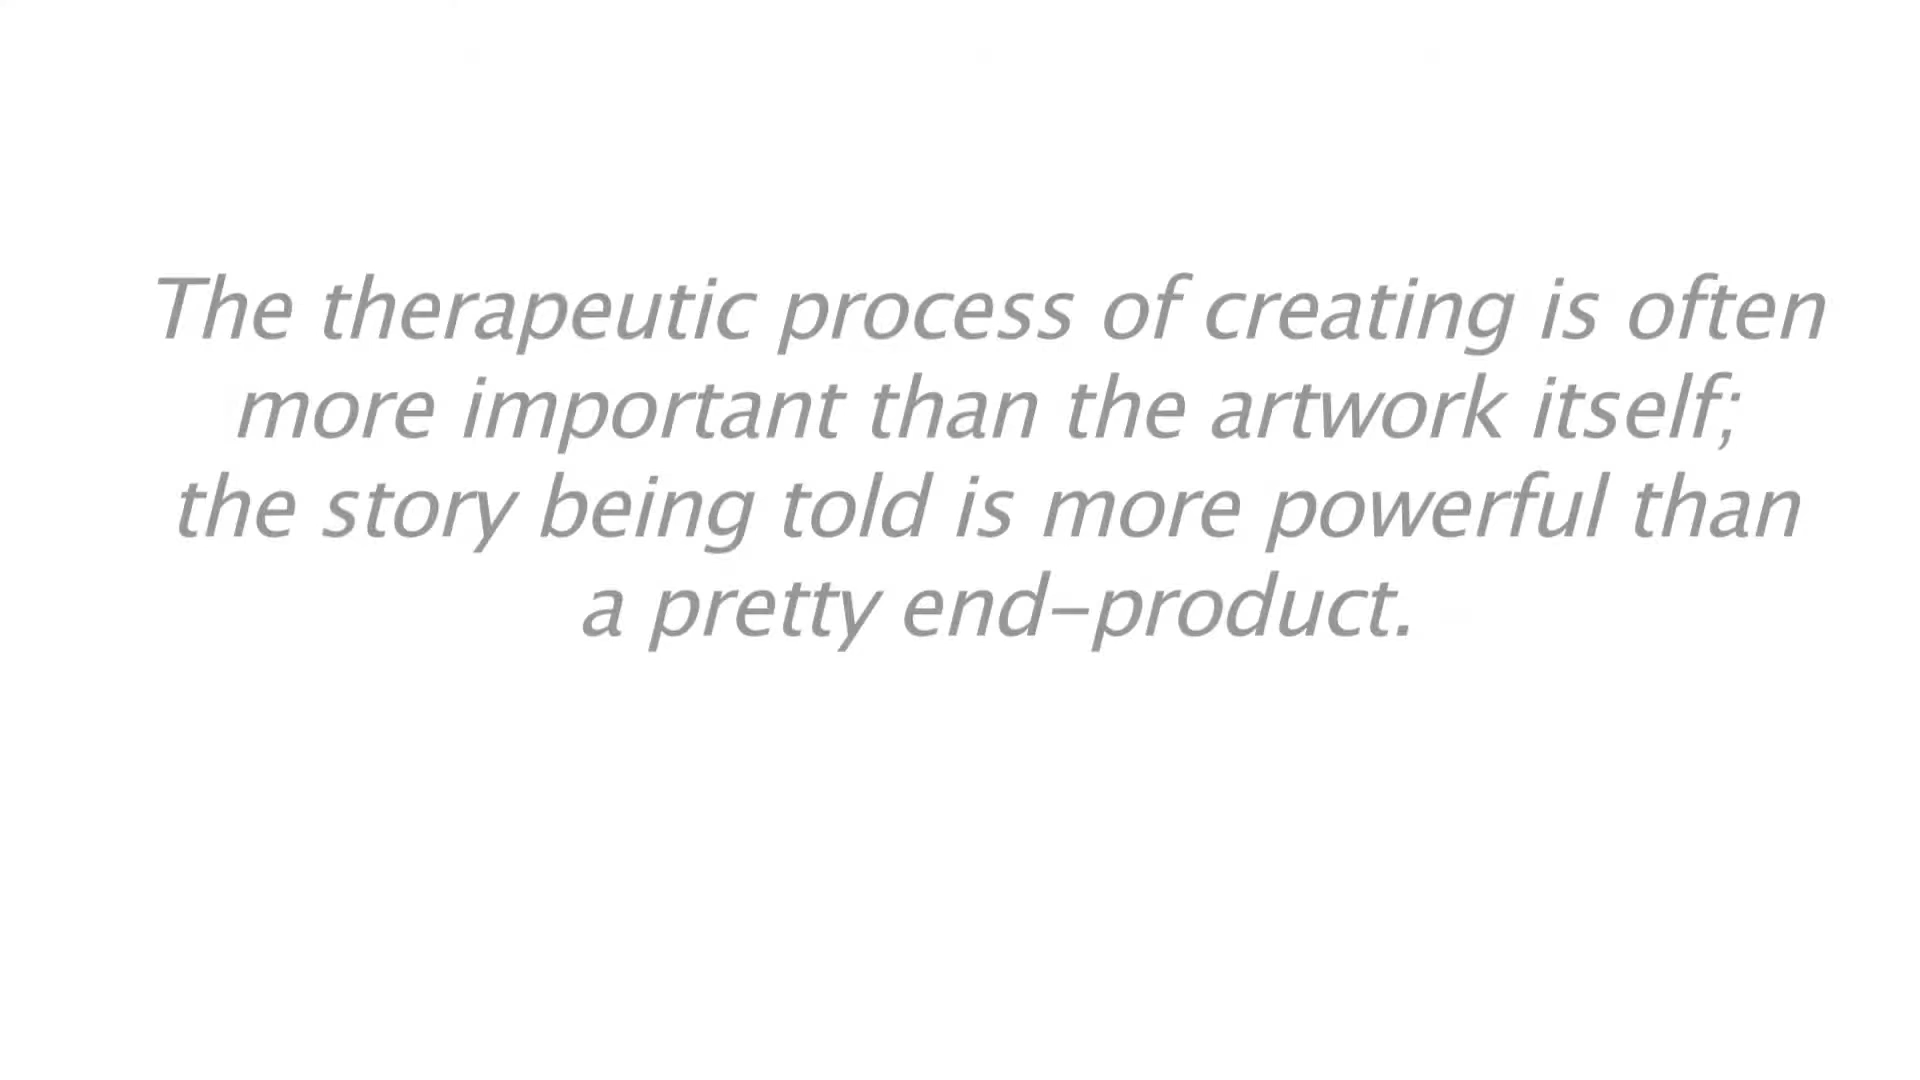 The therapeutic process of creating is often
more important than the artwork itself;
the story being told is more powerful than
a pretty end-product.